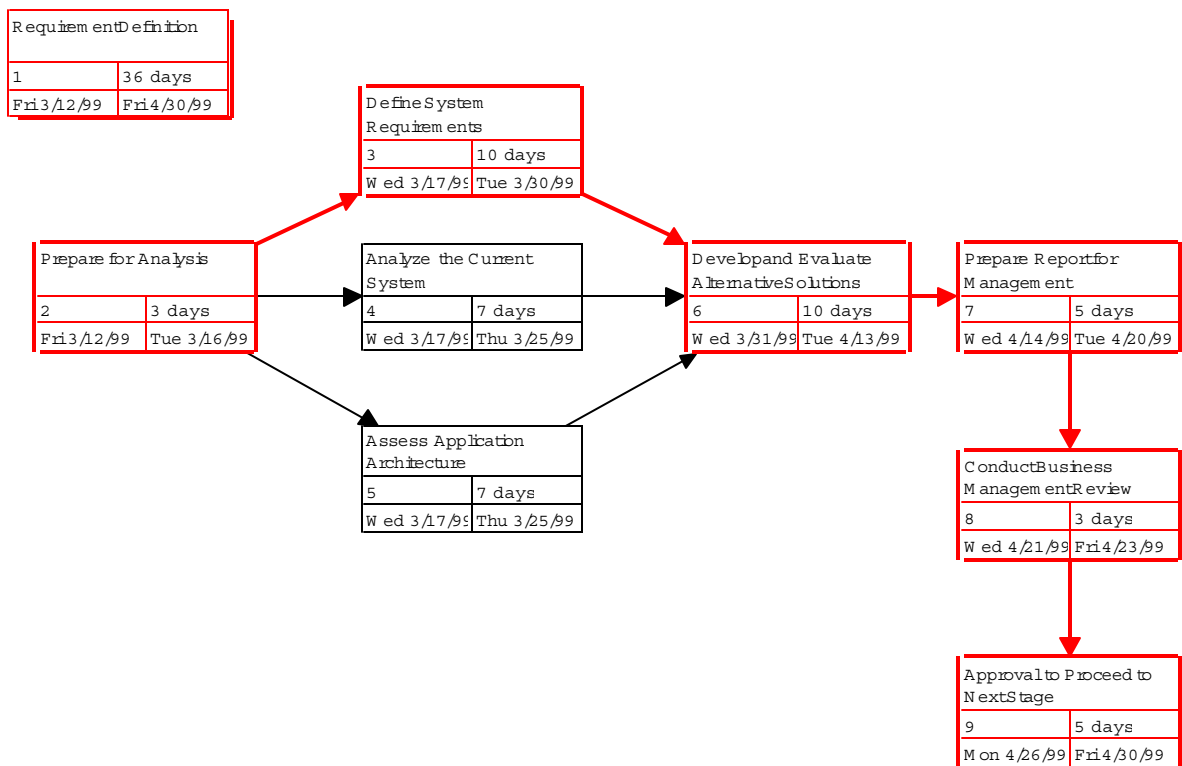 Requirement Definition
1 36 days
Fri 3/12/99 Fri 4/30/99
Define System
Requirements
3 10 days
Wed 3/17/99 Tue 3/30/99
Prepare for Analysis
2 3 days
Fri 3/12/99 Tue 3/16/99
Analyze the Current
System
4 7 days
Wed 3/17/99 Thu 3/25/99
Develop and Evaluate
Alternative Solutions
6 10 days
Wed 3/31/99 Tue 4/13/99
Prepare Report for
Management
7 5 days
Wed 4/14/99 Tue 4/20/99
Assess Application
Architecture
5 7 days
Wed 3/17/99 Thu 3/25/99
Conduct Business
Management Review
8 3 days
Wed 4/21/99 Fri 4/23/99
Approval to Proceed to
Next Stage
9 5 days
Mon 4/26/99 Fri 4/30/99